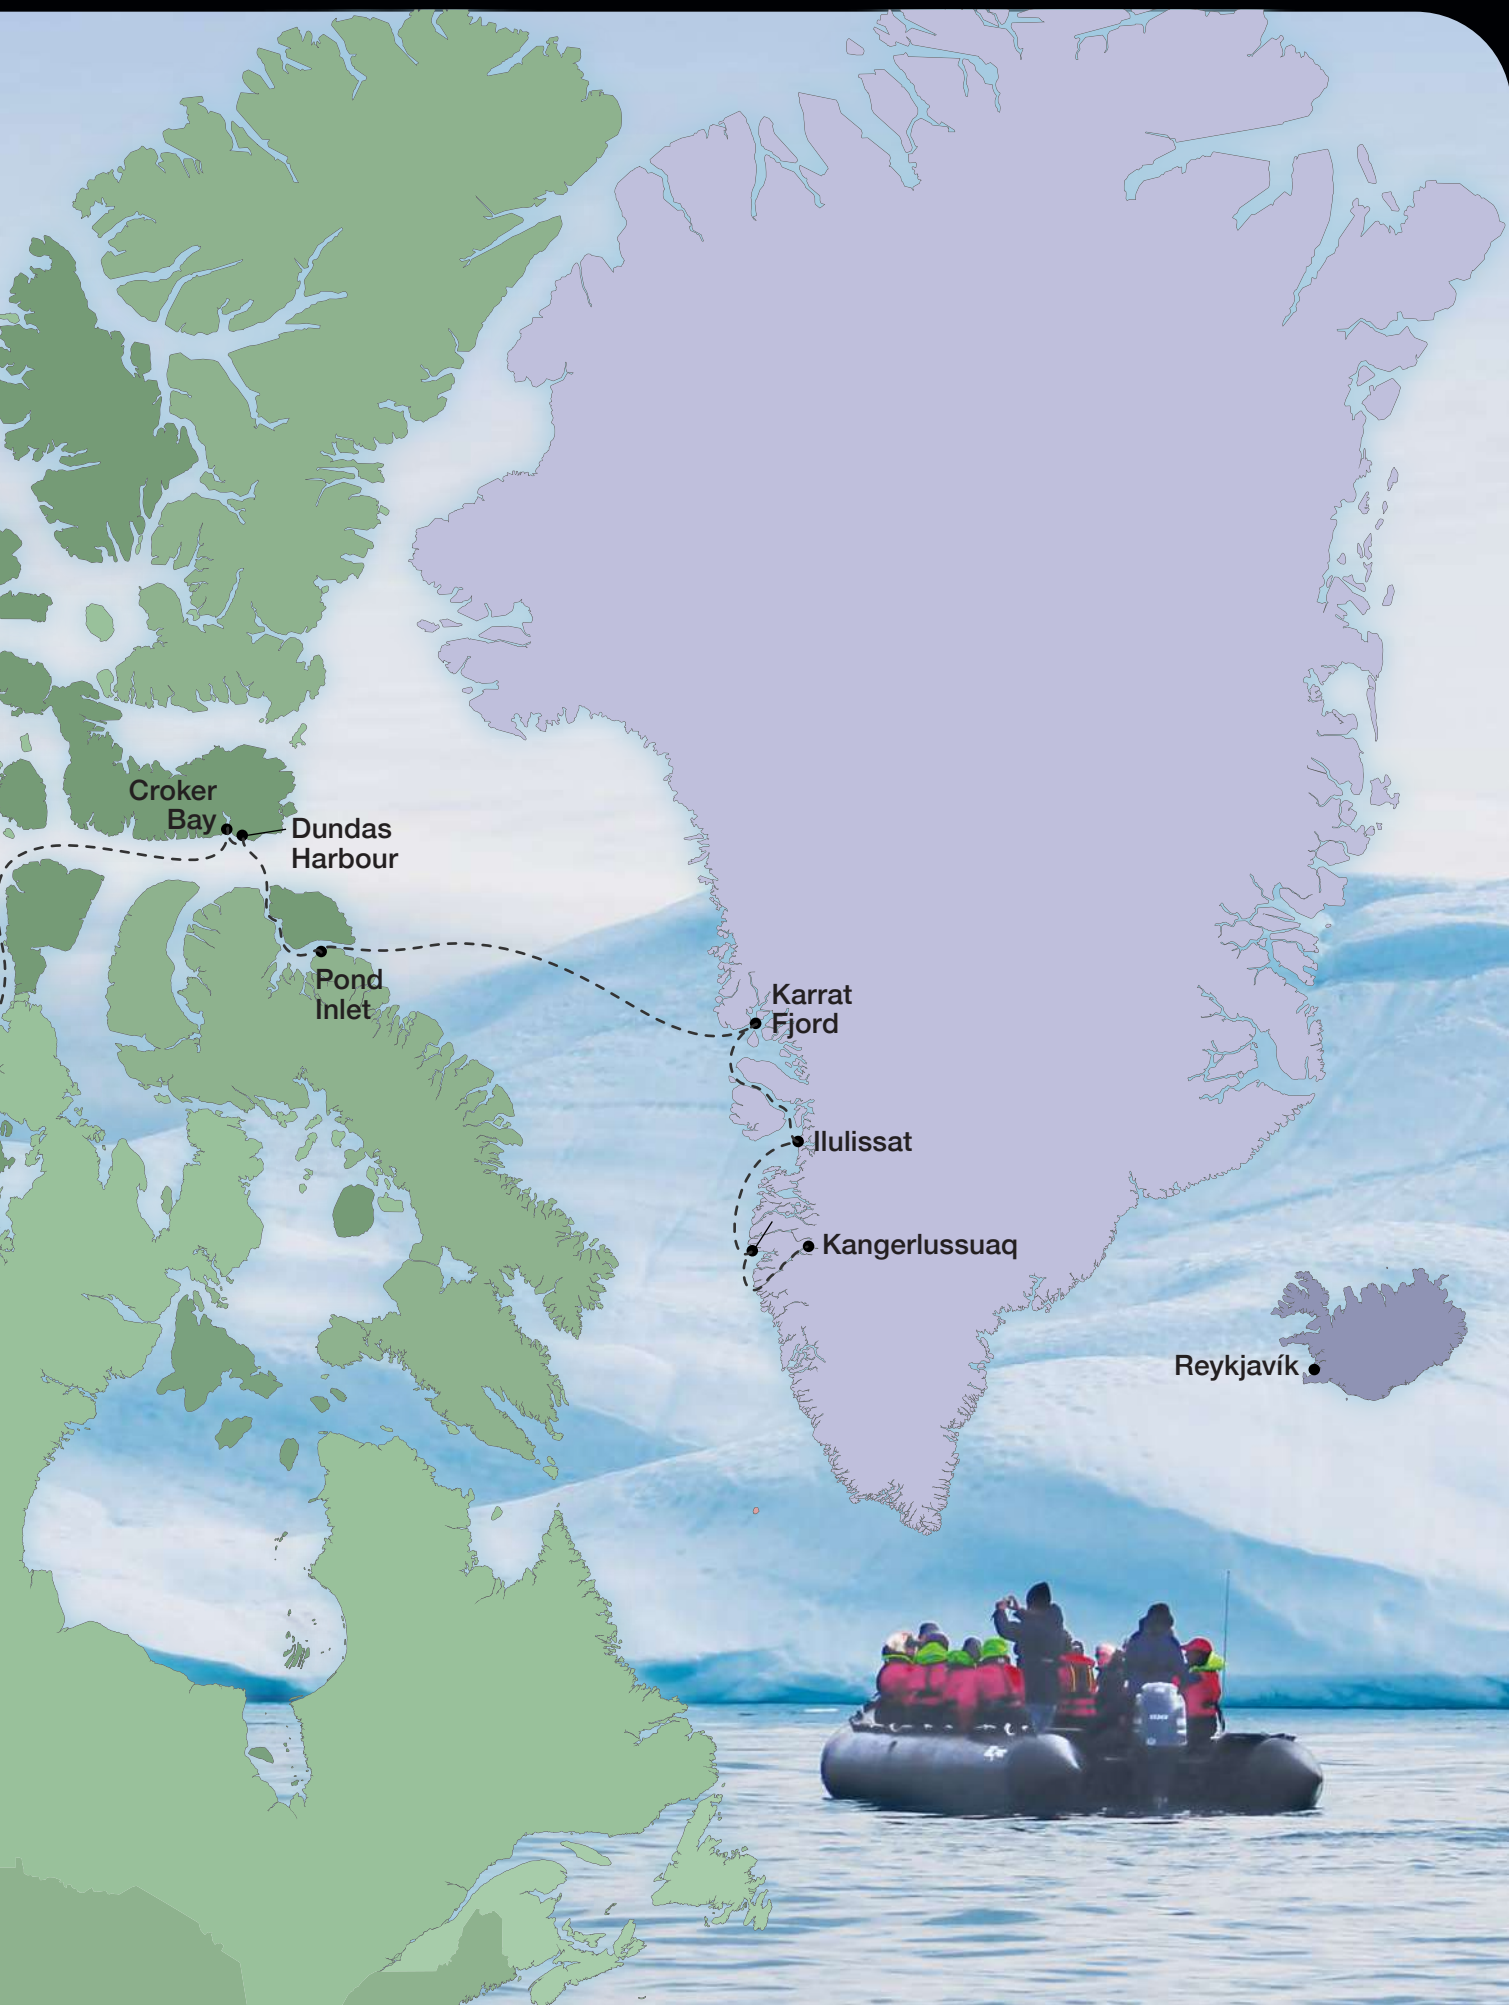 Croker
Bay
Dundas
Harbour
Pond
Inlet
Karrat
Fjord
Ilulissat
Kangerlussuaq
Reykjavík